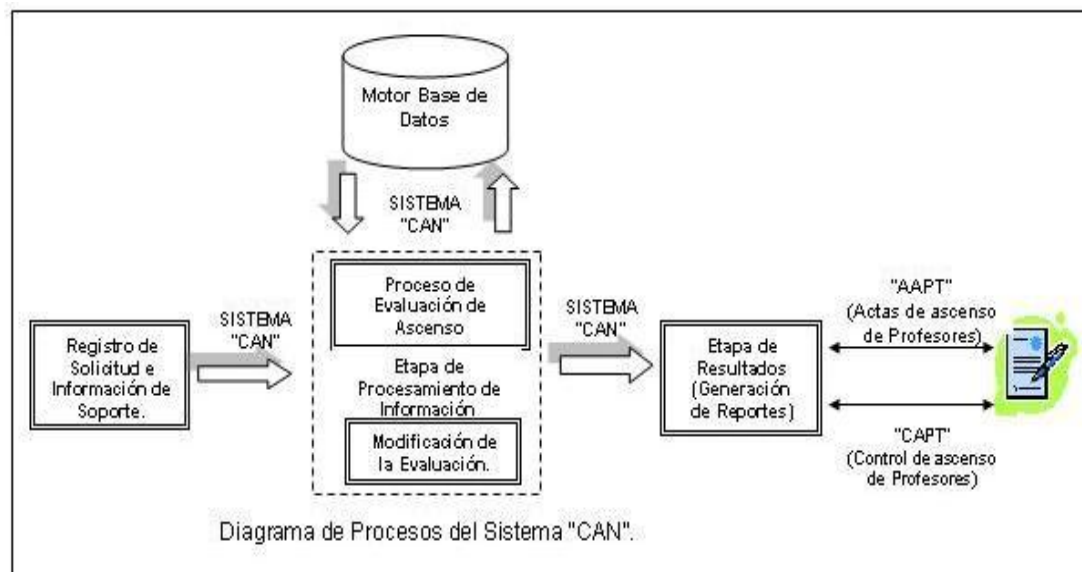 Motor Base de
Datos
SISTEMA
"CAN"
Proceso de
Evaluación de
Ascenso
SISTEMA
"CAN"
SISTEMA
"CAN"
"AAPT"
(Actas de ascenso
de Profesores)
Registro de
Solicitud e
Información de
Soporte.
Etapa de
Procesamiento de
Información
Etapa de
Resultados
(Generación
de Reportes)
Modificación de
la Evaluación.
"CAPT"
(Control de ascenso
de Profesores)
Diagrama de Procesos del Sistema "CAN".